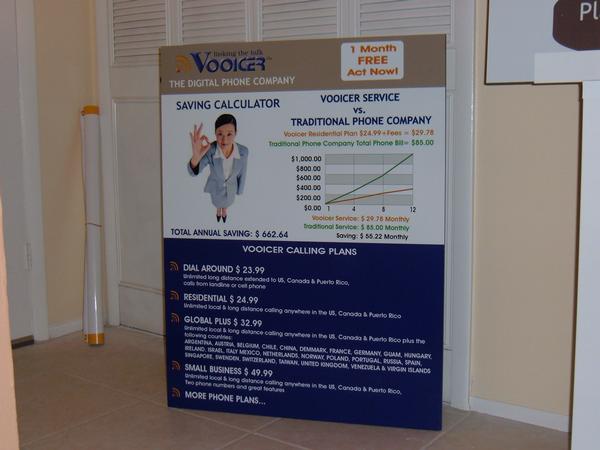 linking the talk
VOOICER
THE DIGITAL PHONE COMPANY
1 Month
FREE
Act Now!
SAVING CALCULATOR
VOOICER SERVICE
vs.
TRADITIONAL PHONE COMPANY
Vooicer Residential Plan $24.99+Fees = $29.78
Traditional Phone Company Total Phone Bill= $85.00
$1,000.00
$800.00
$600.00
$400.00
$200.00
$0.00
1 4 8 12
Vooicer Service: $ 29.78 Monthly
Traditional Service: $ 85.00 Monthly
Saving: $ 55.22 Monthly
TOTAL ANNUAL SAVING: $ 662.64
VOOICER CALLING PLANS
DIAL AROUND $ 23.99
Unlimited long distance extended to US, Canada & Puerto Rico,
calls from landline or cell phone
RESIDENTIAL $ 24.99
Unlimited local & long distance calling anywhere in the US, Canada & Puerto Rico
GLOBAL PLUS $ 32.99
Unlimited local & long distance calling anywhere in the US, Canada & Puerto Rico plus the
following countries:
ARGENTINA, AUSTRIA, BELGIUM, CHILE, CHINA, DEMMARK, FRANCE, GERMANY, GUAM, HUNGARY,
IRELAND, ISRAEL, ITALY MEXICO, NETHERLANDS, NORWAY, POLAND, PORTUGAL, RUSSIA, SPAIN,
SINGAPORE, SWENDEN, SWITZERLAND, TAIWAN, UNITED KINGDOM, VENEZUELA & VIRGIN ISLANDS
SMALL BUSINESS $ 49.99
Unlimited local & long distance calling anywhere in the US, Canada & Puerto Rico,
Two phone numbers and great features
MORE PHONE PLANS...
Pl